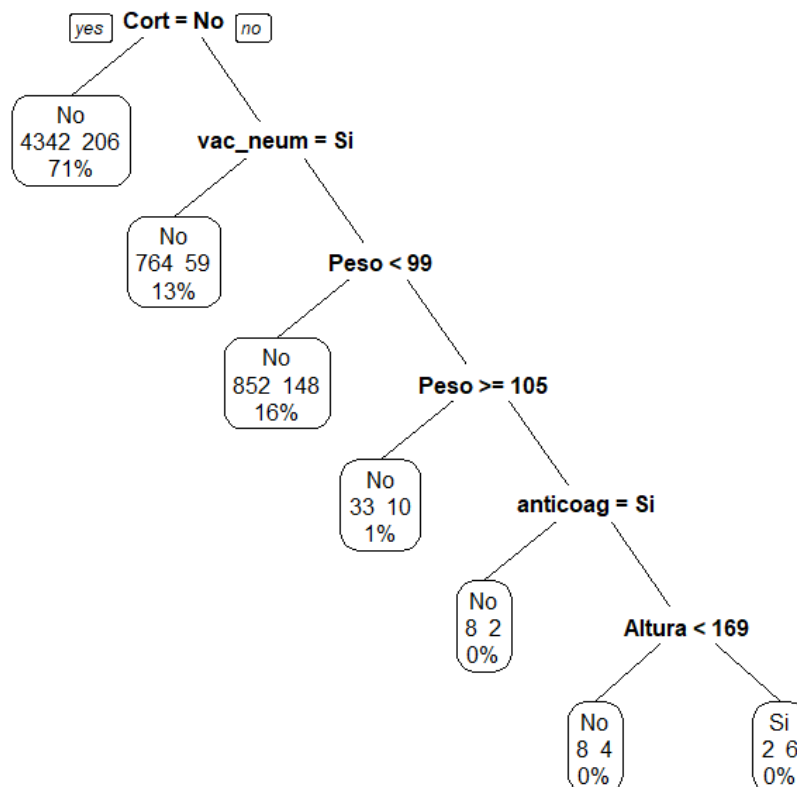 yes Cort = No no
No
4342 206
71%
vac_neum = Si
No
764 59
13%
Peso < 99
No
852 148
16%
Peso >= 105
No
33 10
1%
anticoag = Si
No
8 2
0%
Altura < 169
No
8 4
0%
Si
2 6
0%